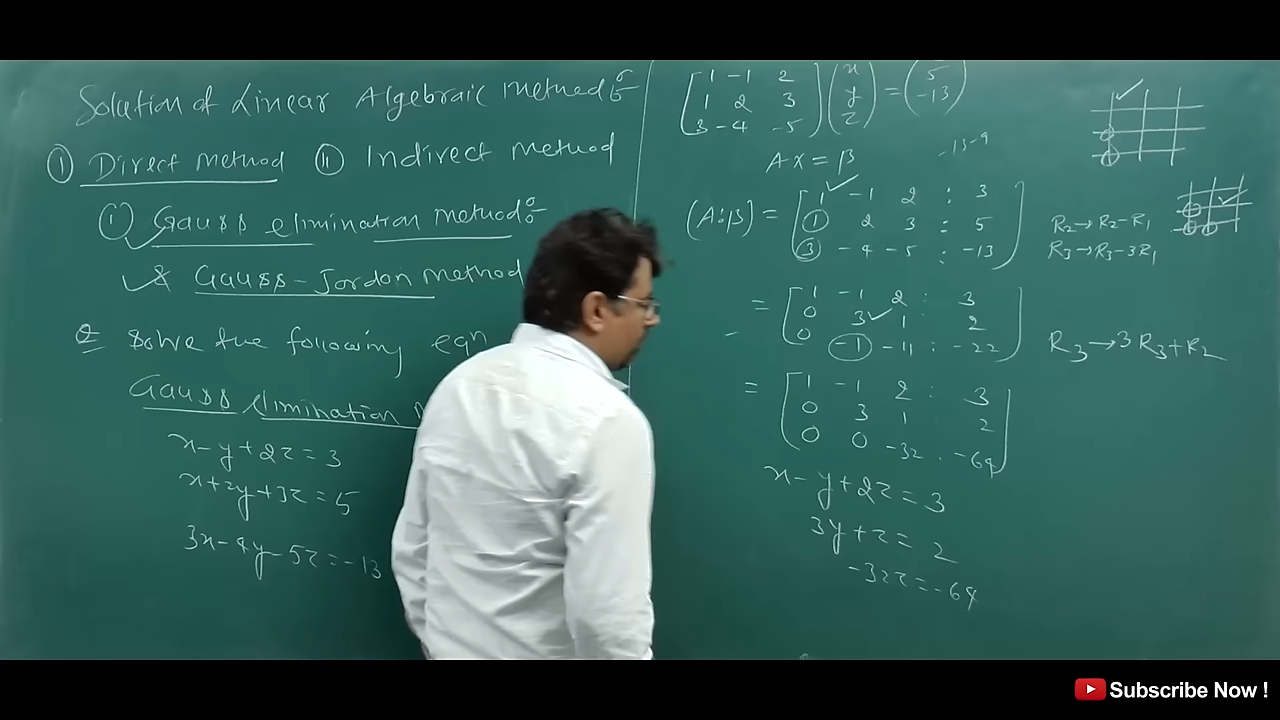 Solution of Linear Algebraic Methods
① Direct Method ② Indirect method
① Gauss elimination method
& Gauss-Jordon method
Q Solve the following eqn
Gauss elimination
x-y+2z=3
x+2y+3z=5
3x-4y-5z=-13
1 -1 2 x
1 2 3 y = 5
3 -4 -5 z -13
AX=B
-13-9
(A:B) = 1 -1 2 : 3
1 2 3 : 5 R2→R2-R1
3 -4 -5 : -13 R3→R3-3R1
= 1 -1 2 : 3
0 3 1 2
0 -1 -11 : -22 R3→3R3+R2
= 1 -1 2 : 3
0 3 1 2
0 0 -32 . -64
x-y+2z=3
3y+z=2
-32z=-64
Subscribe Now !